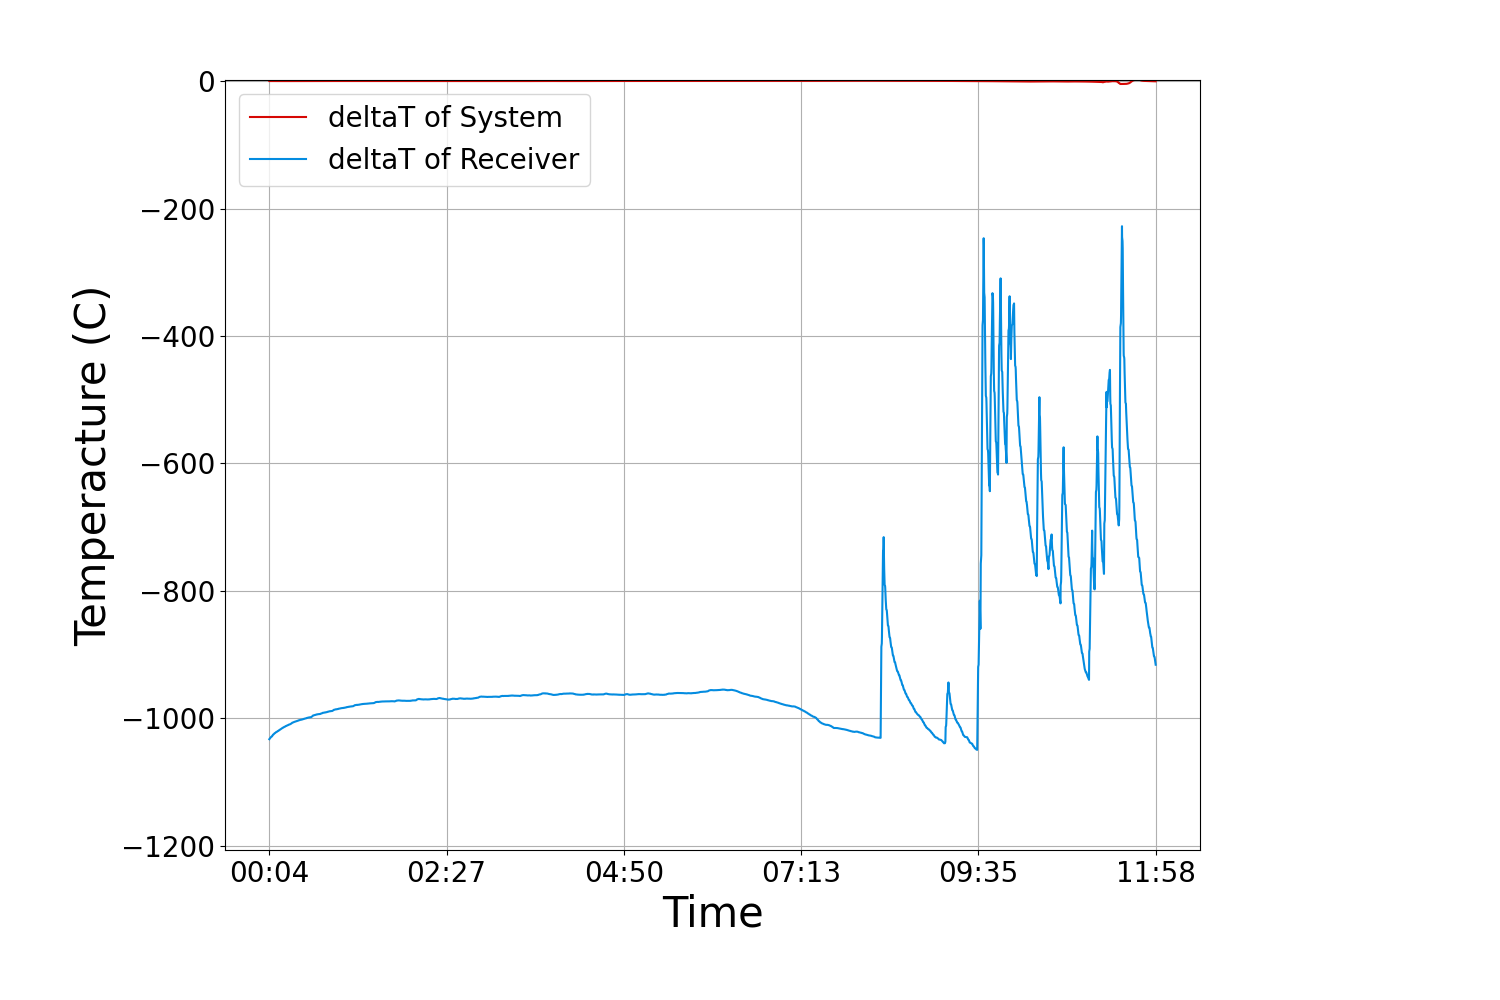 0
−200
−400
−600
−800
−1000
−1200
Temperacture (C)
deltaT of System
deltaT of Receiver
00:04 02:27 04:50 07:13 09:35 11:58
Time